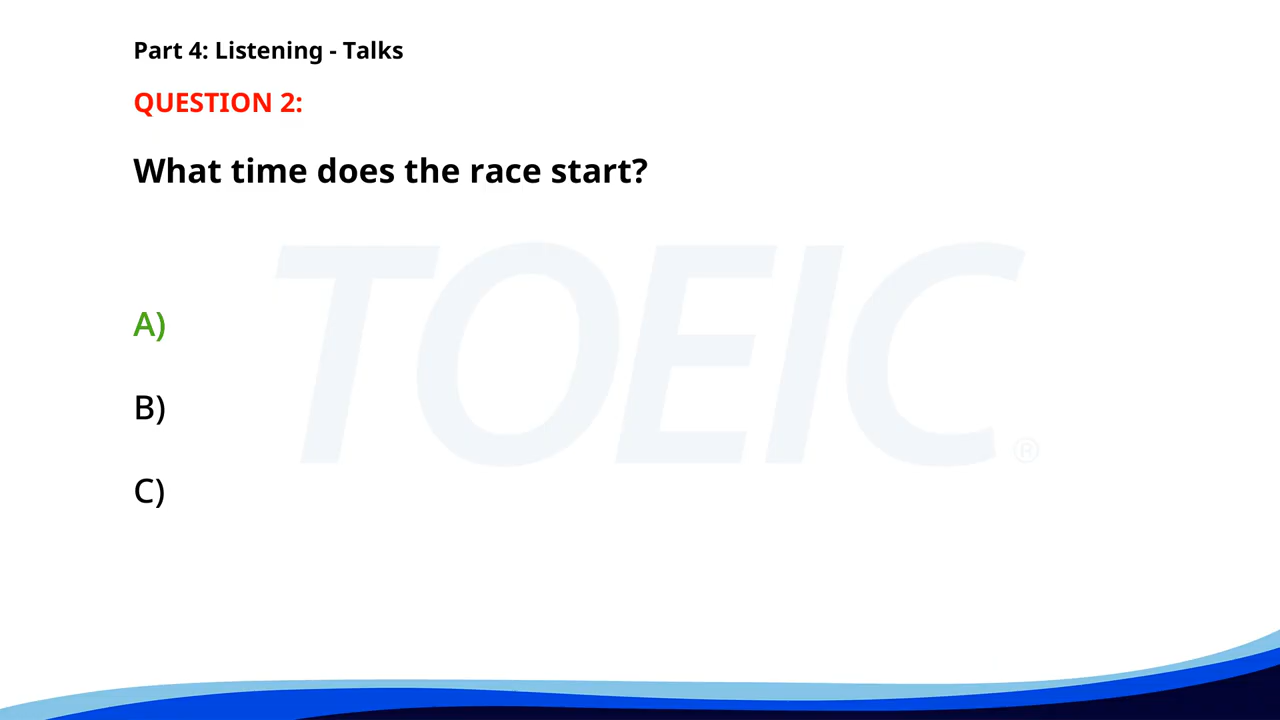 Part 4: Listening - Talks
QUESTION 2:
What time does the race start?
TOEIC®
A)
B)
C)